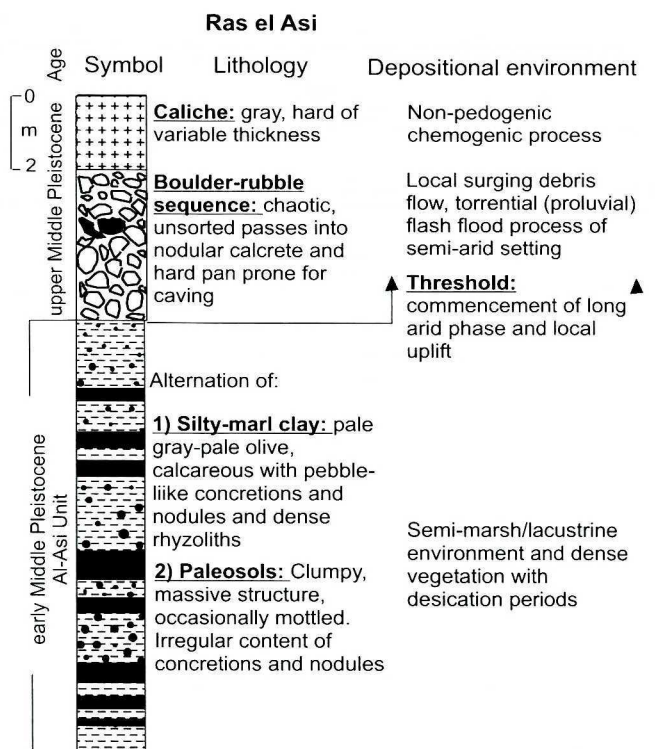 Ras el Asi
Age
Symbol
Lithology
Depositional environment
0
m
2
upper Middle Pleistocene
Caliche: gray, hard of
variable thickness
Non-pedogenic
chemogenic process
Boulder-rubble
sequence: chaotic,
unsorted passes into
nodular calcrete and
hard pan prone for
caving
Local surging debris
flow, torrential (proluvial)
flash flood process of
semi-arid setting
Threshold:
commencement of long
arid phase and local
uplift
early Middle Pleistocene
Al-Asi Unit
Alternation of:
1) Silty-marl clay: pale
gray-pale olive,
calcareous with pebble-
liike concretions and
nodules and dense
rhyzoliths
2) Paleosols: Clumpy,
massive structure,
occasionally mottled.
Irregular content of
concretions and nodules
Semi-marsh/lacustrine
environment and dense
vegetation with
desication periods